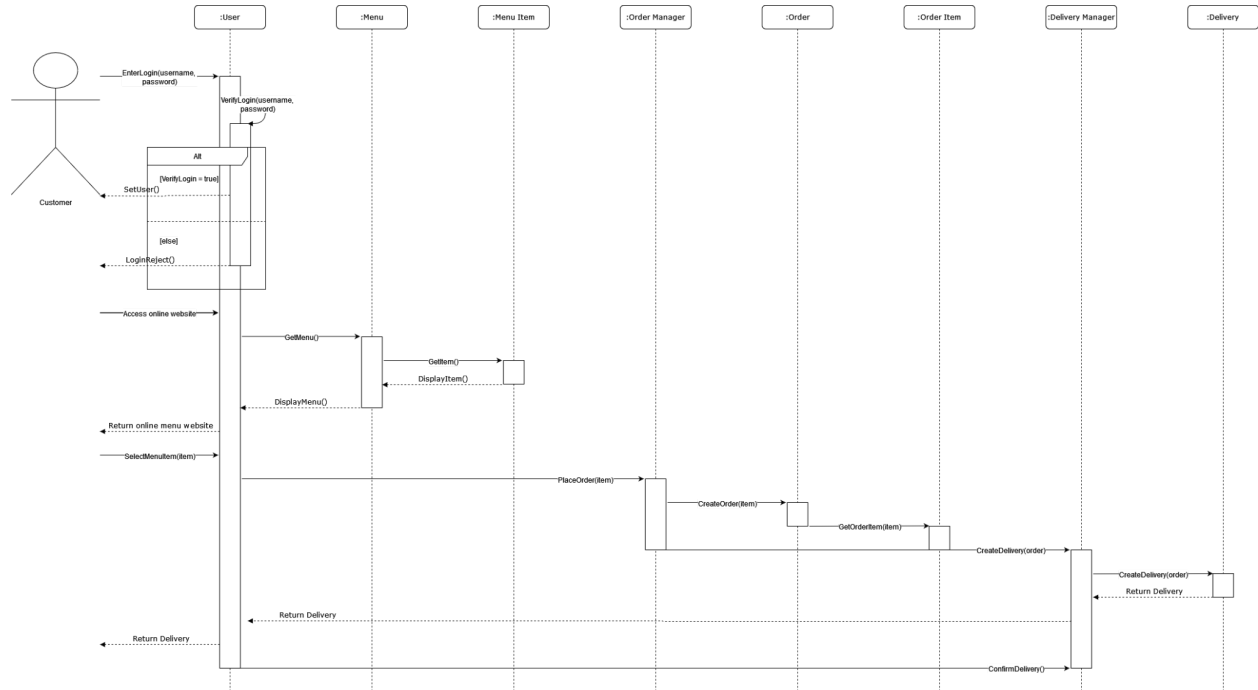 :User
:Menu
:Menu Item
:Order Manager
:Order
:Order Item
:Delivery Manager
:Delivery
EnterLogin(username,
password)
VerifyLogin(username,
password)
Alt
[VerifyLogin = true]
SetUser()
Customer
[else]
LoginReject()
Access online website
GetMenu()
GetItem()
DisplayItem()
DisplayMenu()
Return online menu website
SelectMenuItem(item)
PlaceOrder(item)
CreateOrder(item)
GetOrderItem(item)
CreateDelivery(order)
CreateDelivery(order)
Return Delivery
Return Delivery
Return Delivery
ConfirmDelivery()